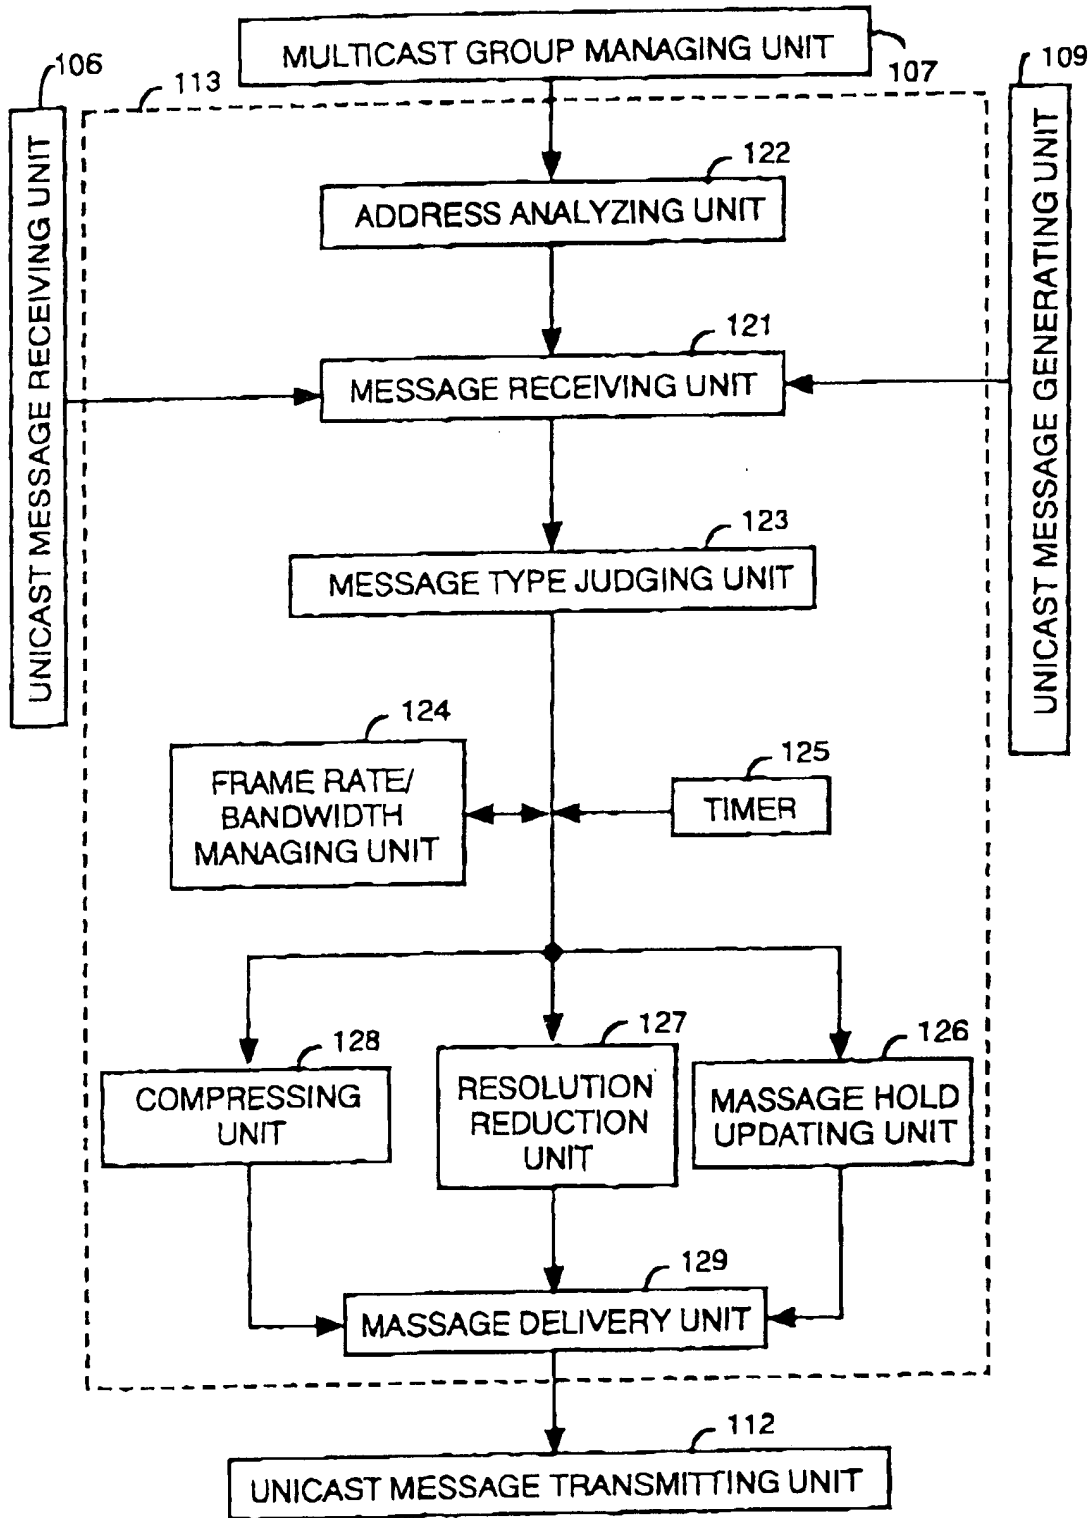 MULTICAST GROUP MANAGING UNIT
107
106
UNICAST MESSAGE RECEIVING UNIT
113
109
UNICAST MESSAGE GENERATING UNIT
122
ADDRESS ANALYZING UNIT
121
MESSAGE RECEIVING UNIT
123
MESSAGE TYPE JUDGING UNIT
124
FRAME RATE/
BANDWIDTH
MANAGING UNIT
125
TIMER
128
COMPRESSING
UNIT
127
RESOLUTION
REDUCTION
UNIT
126
MASSAGE HOLD
UPDATING UNIT
129
MASSAGE DELIVERY UNIT
112
UNICAST MESSAGE TRANSMITTING UNIT